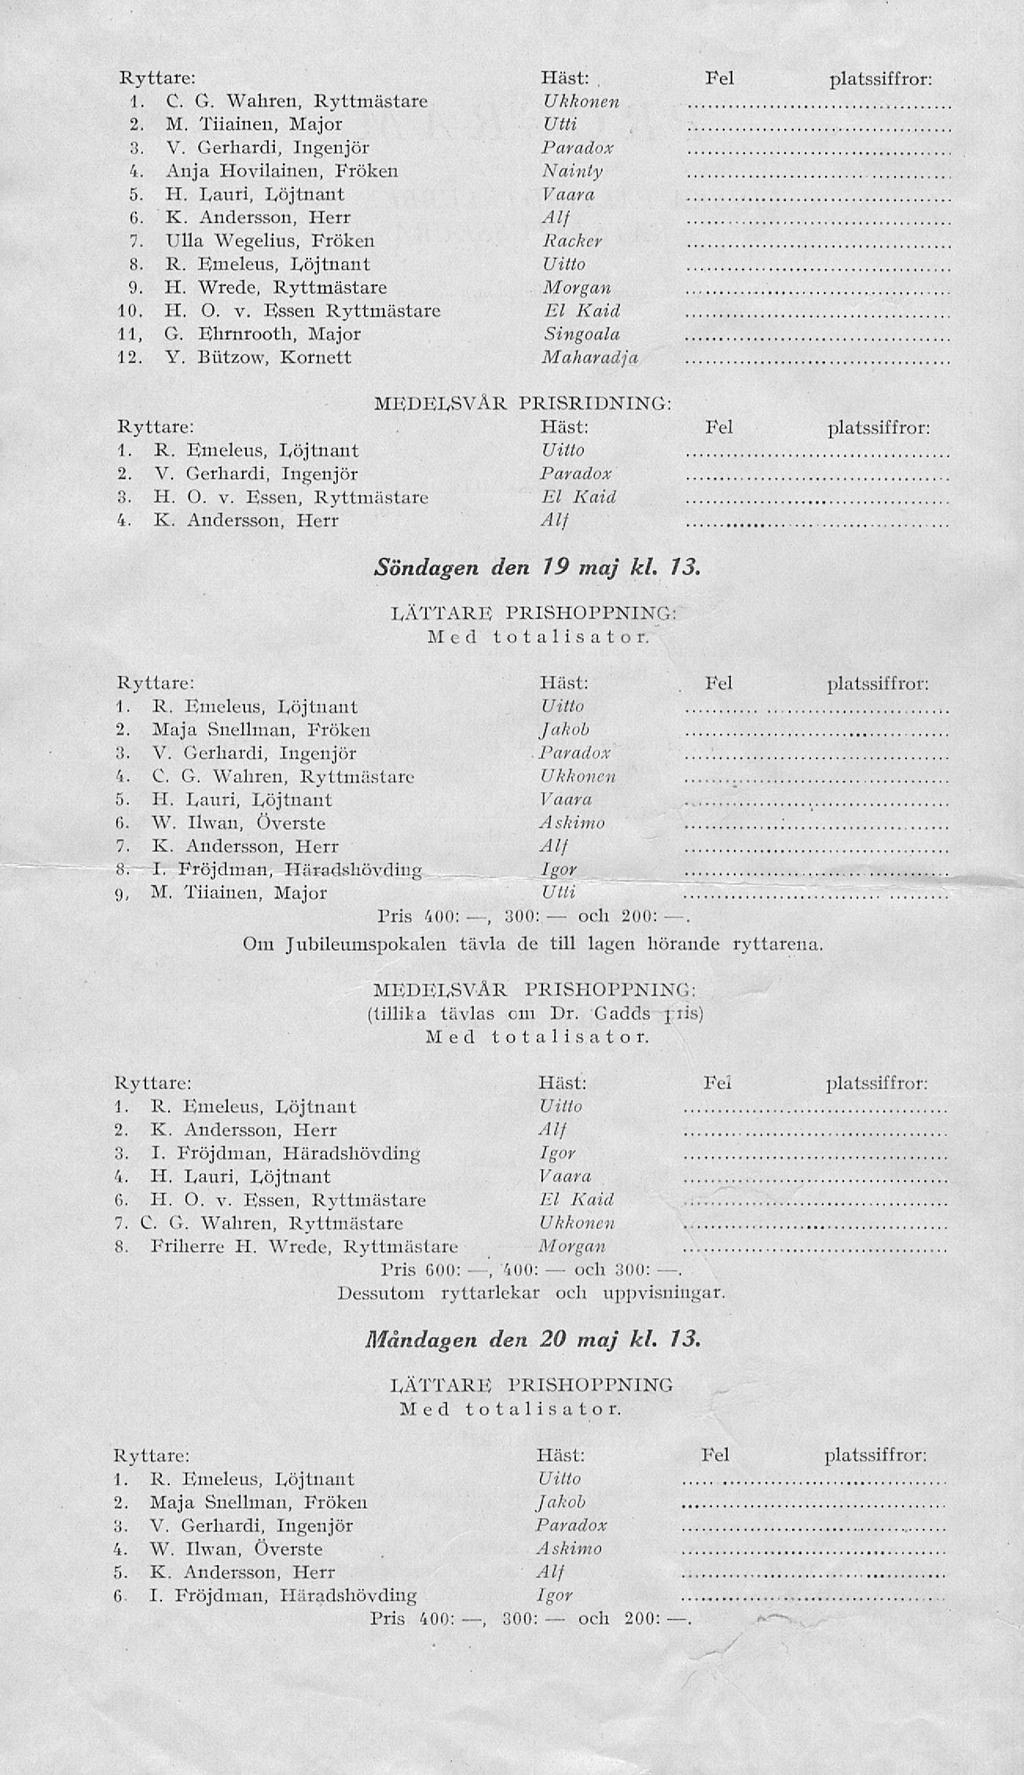 Ryttare: Häst: Fel platssiffror:
1. C. G. Wahren, Ryttmästare Ukkonen
2. M. Tiiainen, Major Utti
3. V. Gerhardi, Ingenjör Paradox
4. Anja Hovilainen, Fröken Nainty
5. H. Lauri, Löjtnant Vaara
6. K. Andersson, Herr Alf
7. Ulla Wegelius, Fröken Racker
8. R. Emeleus, Löjtnant Uitto
9. H. Wrede, Ryttmästare Morgan
10. H. O. v. Essen Ryttmästare El Kaid
11, G. Ehrnrooth, Major Singoala
12. Y. Bützow, Kornett Maharadja
MEDELSVÅR PRISRIDNING:
Ryttare: Häst: Fel platssiffror:
1. R. Emeleus, Löjtnant Uitto
2. V. Gerhardi, Ingenjör Paradox
3. H. O. v. Essen, Ryttmästare El Kaid
4. K. Andersson, Herr Alf
Söndagen den 19 maj kl. 13.
LÄTTARE PRISHOPPNING:
Med totalisator.
Ryttare: Häst: Fel platssiffror:
1. R. Emeleus, Löjtnant Uitto
2. Maja Snellman, Fröken Jakob
3. V. Gerhardi, Ingenjör Paradox
4. C. G. Wahren, Ryttmästare Ukkonen
5. H. Lauri, Löjtnant Vaara
6. W. Ilwan, Överste Askimo
7. K. Andersson, Herr Alf
8. I. Fröjdman, Häradshövding Igor
9, M. Tiiainen, Major Utti
Pris 400: —, 300: — och 200: —.
Om Jubileumspokalen tävla de till lagen hörande ryttarena.
MEDELSVÅR PRISHOPPNING:
(tillika tävlas om Dr. Gadds pris)
Med totalisator.
Ryttare: Häst: Fel platssiffror:
1. R. Emeleus, Löjtnant Uitto
2. K. Andersson, Herr Alf
3. I. Fröjdman, Häradshövding Igor
4. H. Lauri, Löjtnant Vaara
6. H. O. v. Essen, Ryttmästare El Kaid
7. C. G. Wahren, Ryttmästare Ukkonen
8. Friherre H. Wrede, Ryttmästare Morgan
Pris 600: —, 400: — och 300: —.
Dessutom ryttarlekar och uppvisningar.
Måndagen den 20 maj kl. 13.
LÄTTARE PRISHOPPNING
Med totalisator.
Ryttare: Häst: Fel platssiffror:
1. R. Emeleus, Löjtnant Uitto
2. Maja Snellman, Fröken Jakob
3. V. Gerhardi, Ingenjör Paradox
4. W. Ilwan, Överste Askimo
5. K. Andersson, Herr Alf
6. I. Fröjdman, Häradshövding Igor
Pris 400: —, 300: — och 200: —.